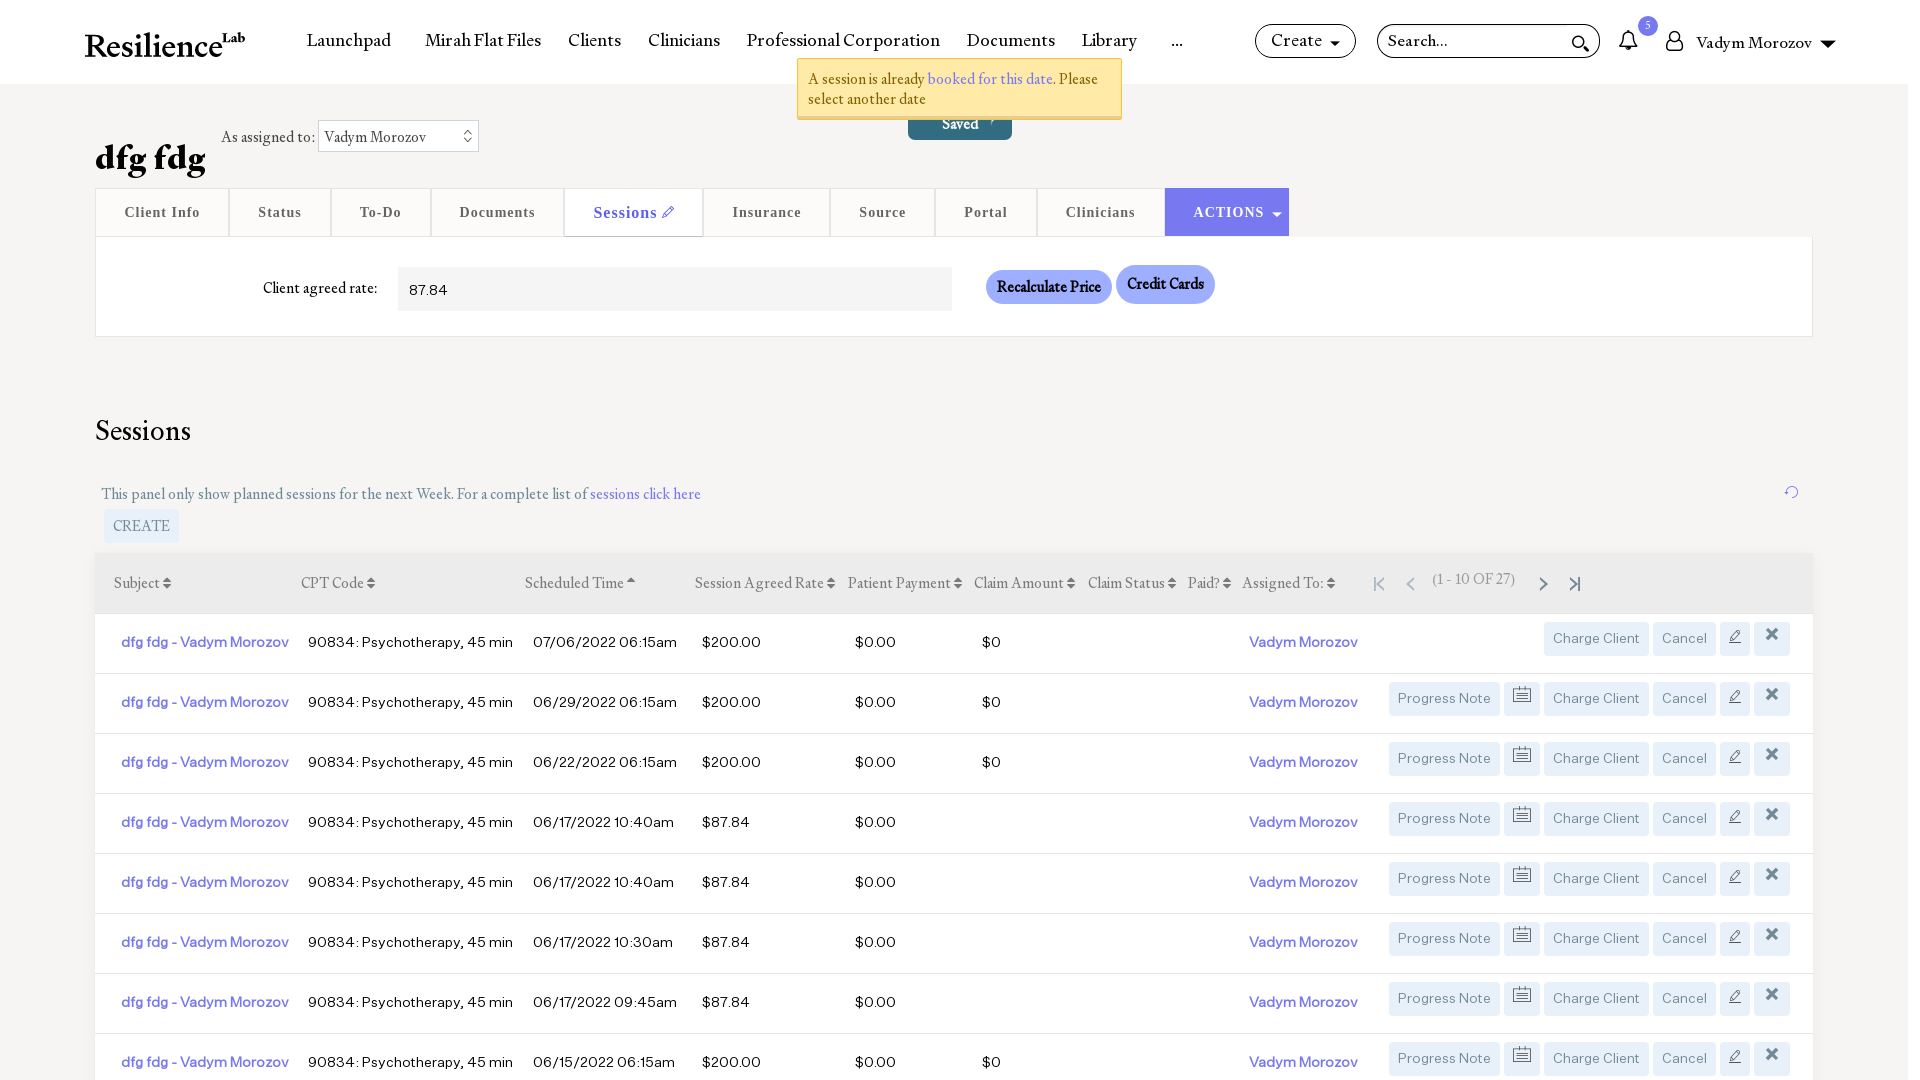 ResilienceLab Launchpad Mirah Flat Files Clients Clinicians Professional Corporation Documents Library ... Create Search... 5 Vadym Morozov
A session is already booked for this date. Please
select another date
Saved
dfg fdg As assigned to: Vadym Morozov
Client Info Status To-Do Documents Sessions Insurance Source Portal Clinicians ACTIONS
Client agreed rate: 87.84 Recalculate Price Credit Cards
Sessions
This panel only show planned sessions for the next Week. For a complete list of sessions click here
CREATE
Subject CPT Code Scheduled Time Session Agreed Rate Patient Payment Claim Amount Claim Status Paid? Assigned To: (1 - 10 OF 27)
dfg fdg - Vadym Morozov 90834: Psychotherapy, 45 min 07/06/2022 06:15am $200.00 $0.00 $0 Vadym Morozov Charge Client Cancel
dfg fdg - Vadym Morozov 90834: Psychotherapy, 45 min 06/29/2022 06:15am $200.00 $0.00 $0 Vadym Morozov Progress Note Charge Client Cancel
dfg fdg - Vadym Morozov 90834: Psychotherapy, 45 min 06/22/2022 06:15am $200.00 $0.00 $0 Vadym Morozov Progress Note Charge Client Cancel
dfg fdg - Vadym Morozov 90834: Psychotherapy, 45 min 06/17/2022 10:40am $87.84 $0.00 Vadym Morozov Progress Note Charge Client Cancel
dfg fdg - Vadym Morozov 90834: Psychotherapy, 45 min 06/17/2022 10:40am $87.84 $0.00 Vadym Morozov Progress Note Charge Client Cancel
dfg fdg - Vadym Morozov 90834: Psychotherapy, 45 min 06/17/2022 10:30am $87.84 $0.00 Vadym Morozov Progress Note Charge Client Cancel
dfg fdg - Vadym Morozov 90834: Psychotherapy, 45 min 06/17/2022 09:45am $87.84 $0.00 Vadym Morozov Progress Note Charge Client Cancel
dfg fdg - Vadym Morozov 90834: Psychotherapy, 45 min 06/15/2022 06:15am $200.00 $0.00 $0 Vadym Morozov Progress Note Charge Client Cancel